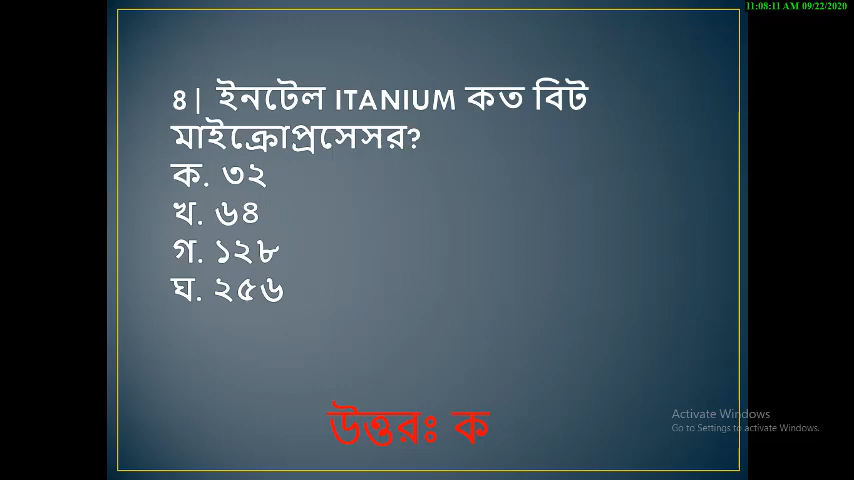 11:08:11 AM 09/22/2020
8| ইনটেল ITANIUM কত বিট
মাইক্রোপ্রসেসর?
ক. ৩২
খ. ৬৪
গ. ১২৮
ঘ. ২৫৬
উত্তরঃ ক
Activate Windows
Go to Settings to activate Windows.